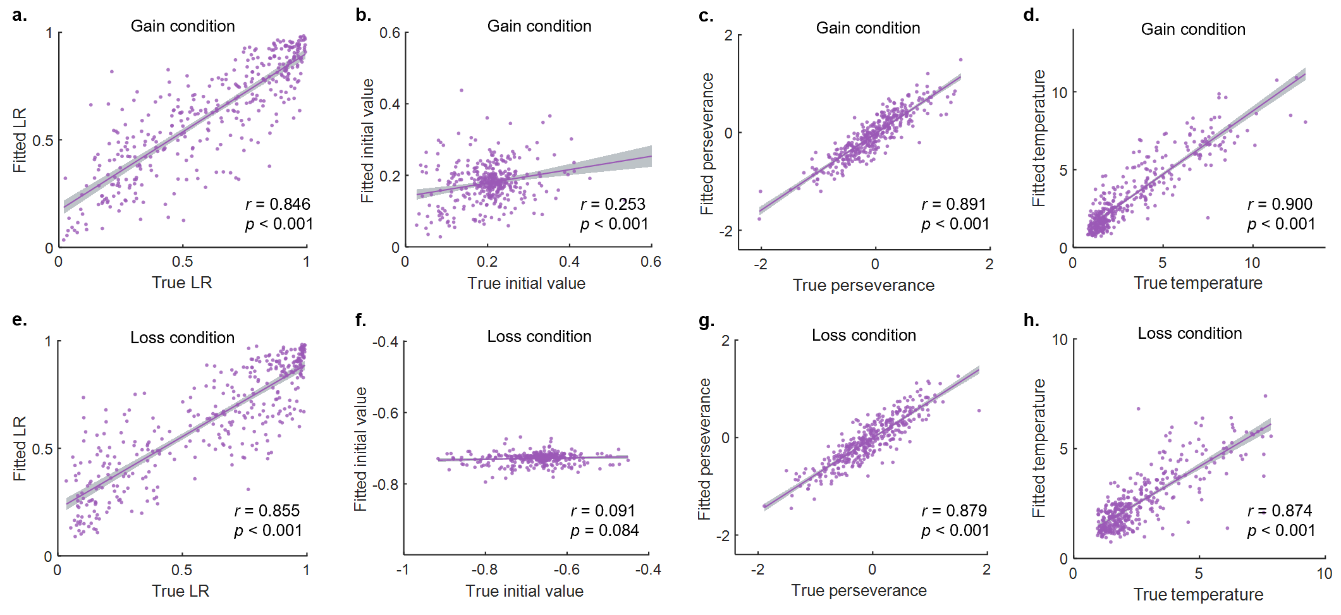 a.
Gain condition
1
0.5
0
0
0.5
1
Fitted LR
True LR
r = 0.846
p < 0.001
b.
Gain condition
0.6
0.4
0.2
0
0
0.2
0.4
0.6
Fitted initial value
True initial value
r = 0.253
p < 0.001
c.
Gain condition
2
0
-2
-2
0
2
Fitted perseverance
True perseverance
r = 0.891
p < 0.001
d.
Gain condition
10
5
0
0
5
10
Fitted temperature
True temperature
r = 0.900
p < 0.001
e.
Loss condition
1
0.5
0
0
0.5
1
Fitted LR
True LR
r = 0.855
p < 0.001
f.
Loss condition
-0.4
-0.6
-0.8
-1
-0.8
-0.6
-0.4
Fitted initial value
True initial value
r = 0.091
p = 0.084
g.
Loss condition
2
0
-2
-2
0
2
Fitted perseverance
True perseverance
r = 0.879
p < 0.001
h.
Loss condition
10
5
0
0
5
10
Fitted temperature
True temperature
r = 0.874
p < 0.001